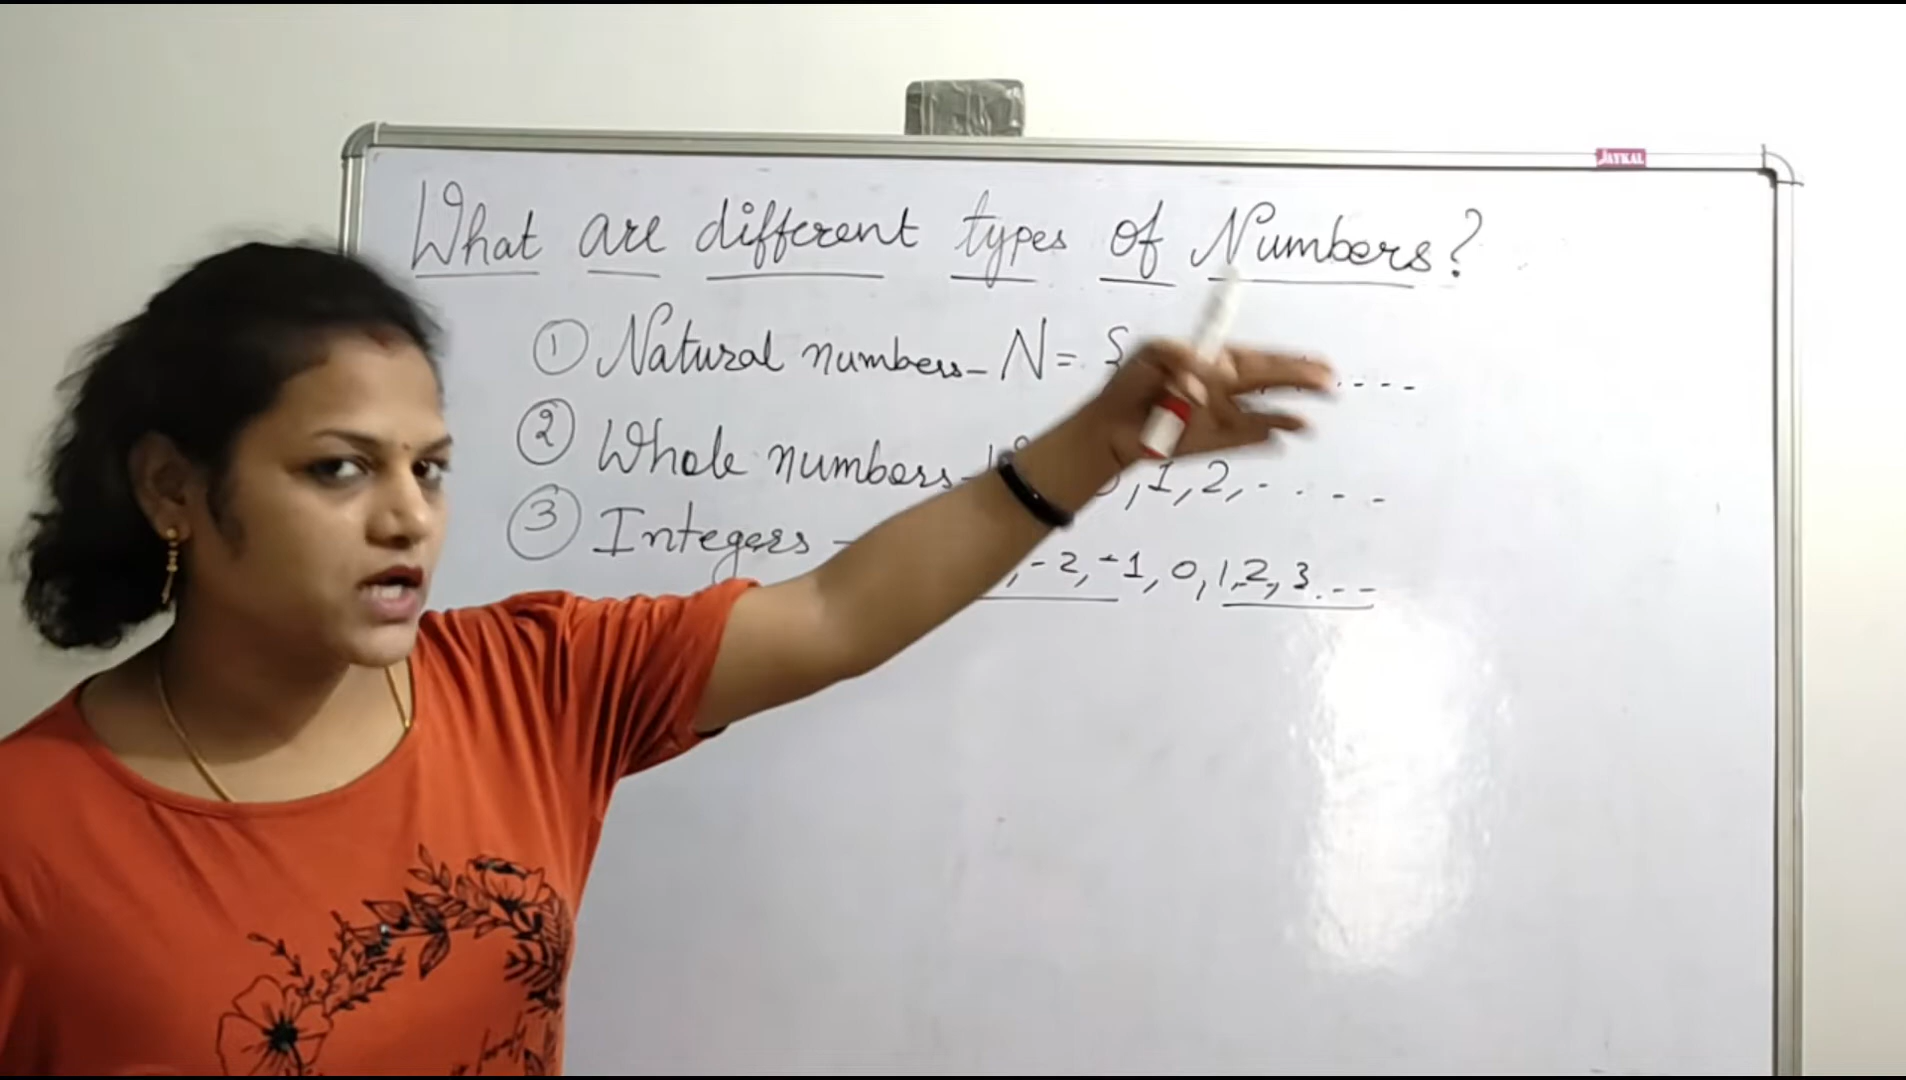 JAYKAL
What are different types of Numbers?
① Natural numbers - N = {
② Whole numbers - , 1, 2, - . . - -
③ Integers - , -2, -1, 0, 1, 2, 3. - -